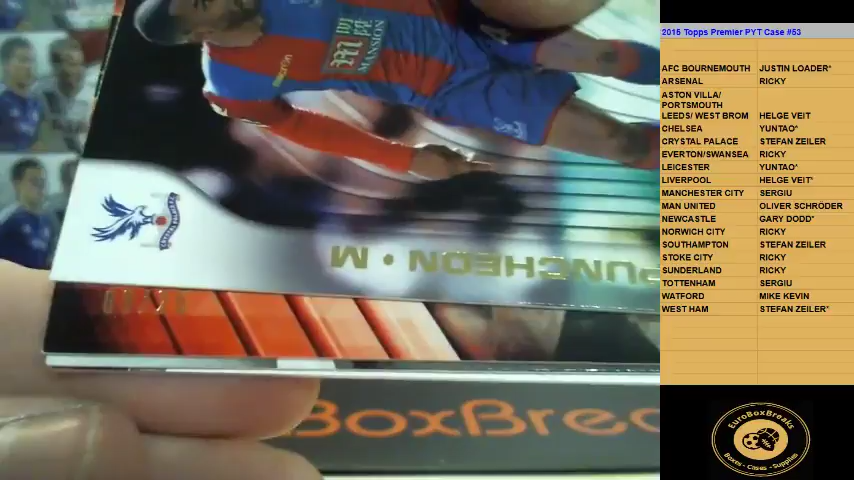 2015 Topps Premier PYT Case #53
AFC BOURNEMOUTH JUSTIN LOADER*
ARSENAL RICKY
ASTON VILLA/
PORTSMOUTH
LEEDS/ WEST BROM HELGE VEIT
CHELSEA YUNTAO*
CRYSTAL PALACE STEFAN ZEILER
EVERTON/SWANSEA RICKY
LEICESTER YUNTAO*
LIVERPOOL HELGE VEIT*
MANCHESTER CITY SERGIU
MAN UNITED OLIVER SCHRÖDER
NEWCASTLE GARY DODD*
NORWICH CITY RICKY
SOUTHAMPTON STEFAN ZEILER
STOKE CITY RICKY
SUNDERLAND RICKY
TOTTENHAM SERGIU
WATFORD MIKE KEVIN
WEST HAM STEFAN ZEILER*
MANSION
PUNCHEON • M
BoxBrea
EuroBoxBreaks
Boxes - Cases - Supplies